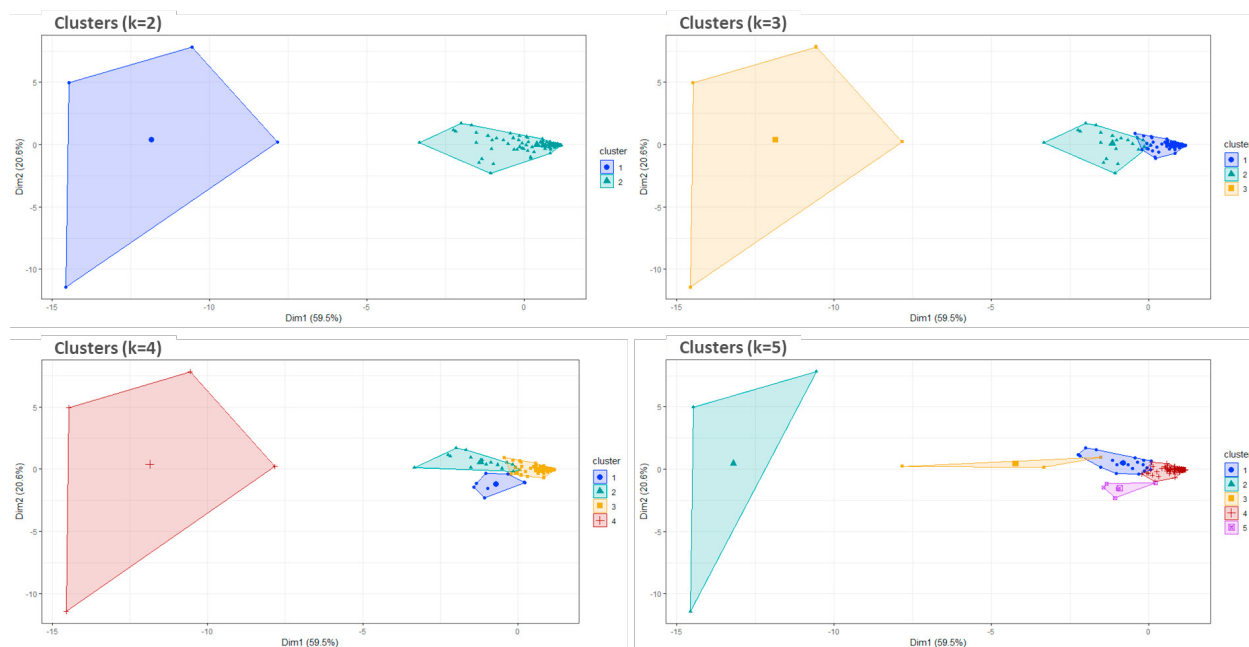 Clusters (k=2)
5
0
-5
-10
Dim2 (20.6%)
-15
-10
-5
0
Dim1 (59.5%)
cluster
1
2
Clusters (k=3)
5
0
-5
-10
Dim2 (20.6%)
-15
-10
-5
0
Dim1 (59.5%)
cluster
1
2
3
Clusters (k=4)
5
0
-5
-10
Dim2 (20.6%)
-15
-10
-5
0
Dim1 (59.5%)
cluster
1
2
3
4
Clusters (k=5)
5
0
-5
-10
Dim2 (20.6%)
-15
-10
-5
0
Dim1 (59.5%)
cluster
1
2
3
4
5